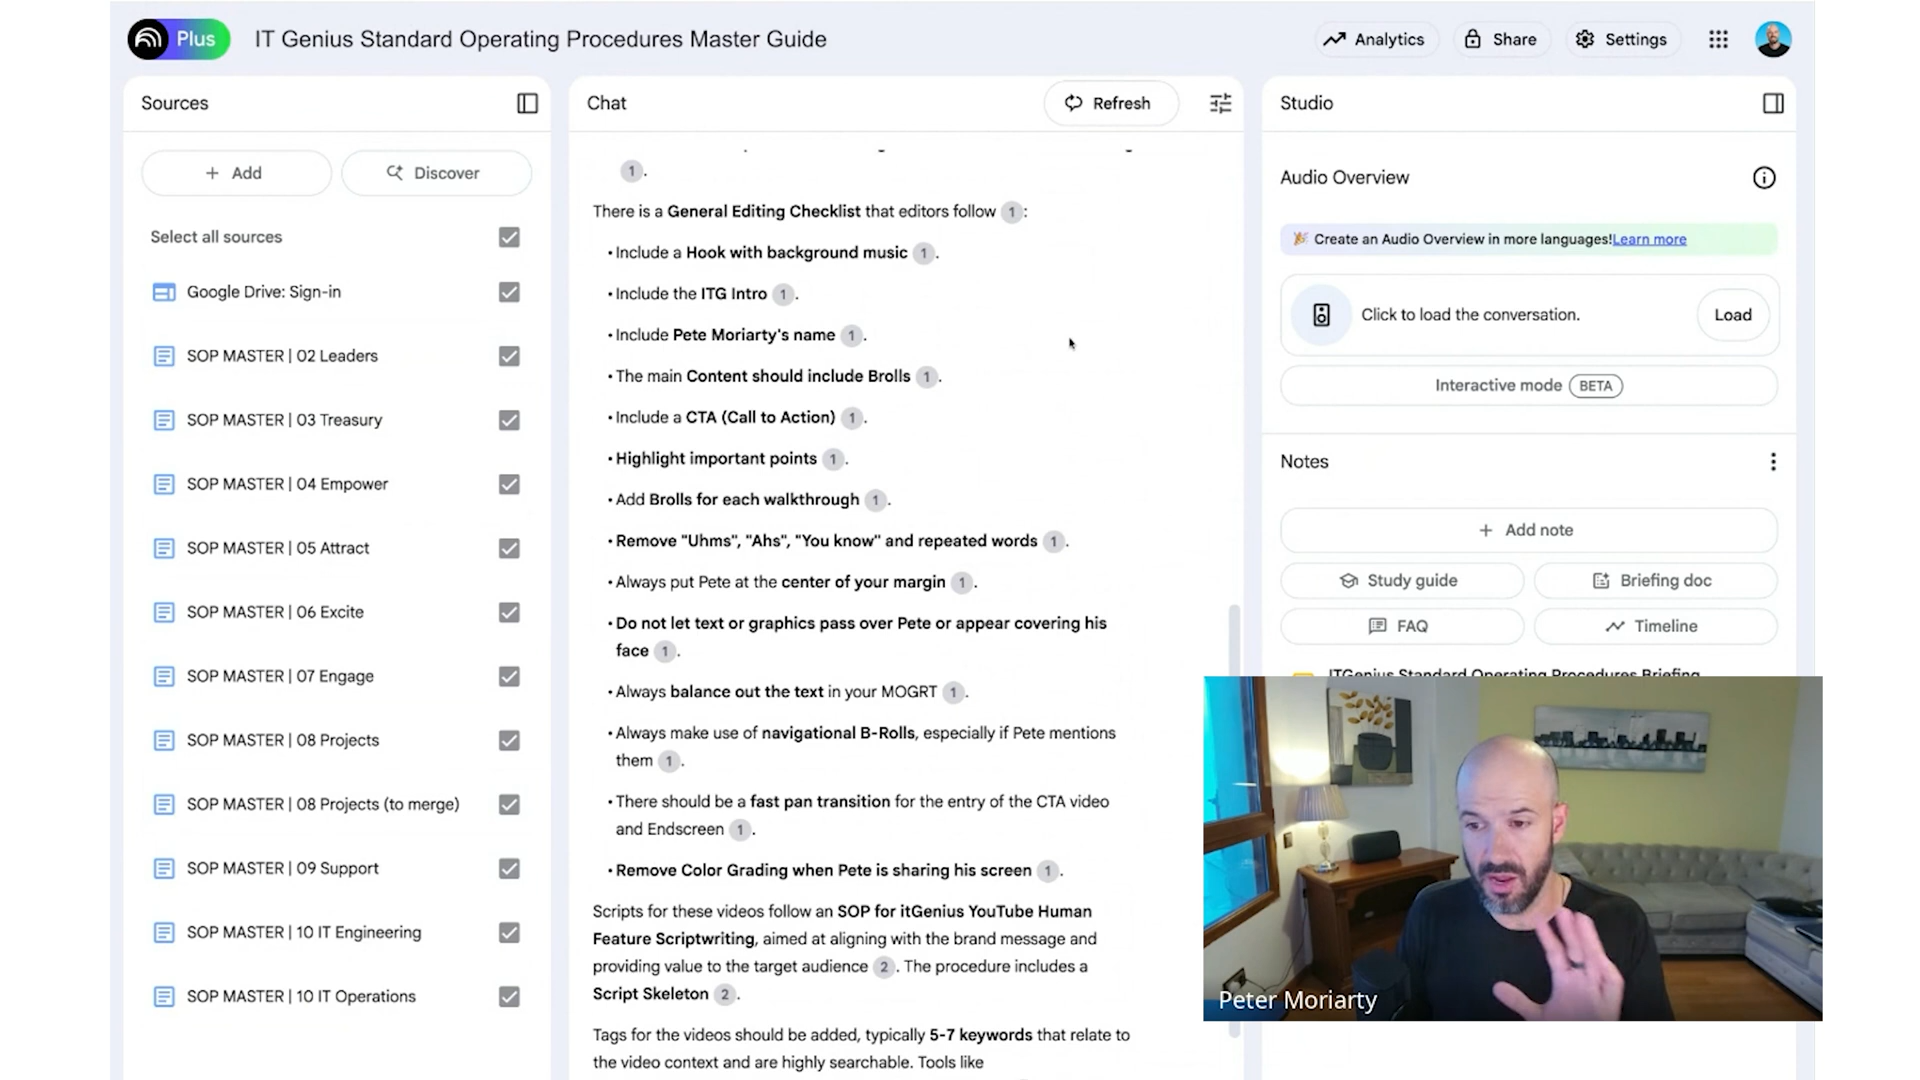 Plus
IT Genius Standard Operating Procedures Master Guide
Analytics
Share
Settings
Sources
Add
Discover
Select all sources
Google Drive: Sign-in
SOP MASTER | 02 Leaders
SOP MASTER | 03 Treasury
SOP MASTER | 04 Empower
SOP MASTER | 05 Attract
SOP MASTER | 06 Excite
SOP MASTER | 07 Engage
SOP MASTER | 08 Projects
SOP MASTER | 08 Projects (to merge)
SOP MASTER | 09 Support
SOP MASTER | 10 IT Engineering
SOP MASTER | 10 IT Operations
Chat
Refresh
1.
There is a General Editing Checklist that editors follow 1:
• Include a Hook with background music 1.
• Include the ITG Intro 1.
• Include Pete Moriarty's name 1.
• The main Content should include Brolls 1.
• Include a CTA (Call to Action) 1.
• Highlight important points 1.
• Add Brolls for each walkthrough 1.
• Remove "Uhms", "Ahs", "You know" and repeated words 1.
• Always put Pete at the center of your margin 1.
• Do not let text or graphics pass over Pete or appear covering his
face 1.
• Always balance out the text in your MOGRT 1.
• Always make use of navigational B-Rolls, especially if Pete mentions
them 1.
• There should be a fast pan transition for the entry of the CTA video
and Endscreen 1.
• Remove Color Grading when Pete is sharing his screen 1.
Scripts for these videos follow an SOP for itGenius YouTube Human
Feature Scriptwriting, aimed at aligning with the brand message and
providing value to the target audience 2. The procedure includes a
Script Skeleton 2.
Tags for the videos should be added, typically 5-7 keywords that relate to
the video context and are highly searchable. Tools like
Studio
Audio Overview
Create an Audio Overview in more languages! Learn more
Click to load the conversation.
Load
Interactive mode BETA
Notes
Add note
Study guide
Briefing doc
FAQ
Timeline
ITGenius Standard Operating Procedures Briefing
Peter Moriarty